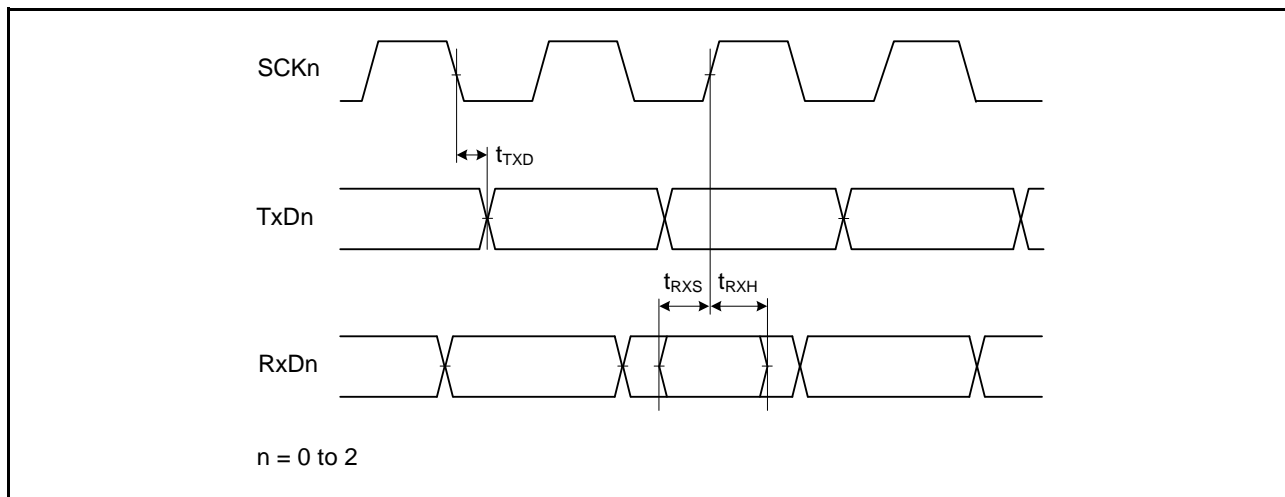 SCKn
tTXD
TxDn
tRXS tRXH
RxDn
n = 0 to 2